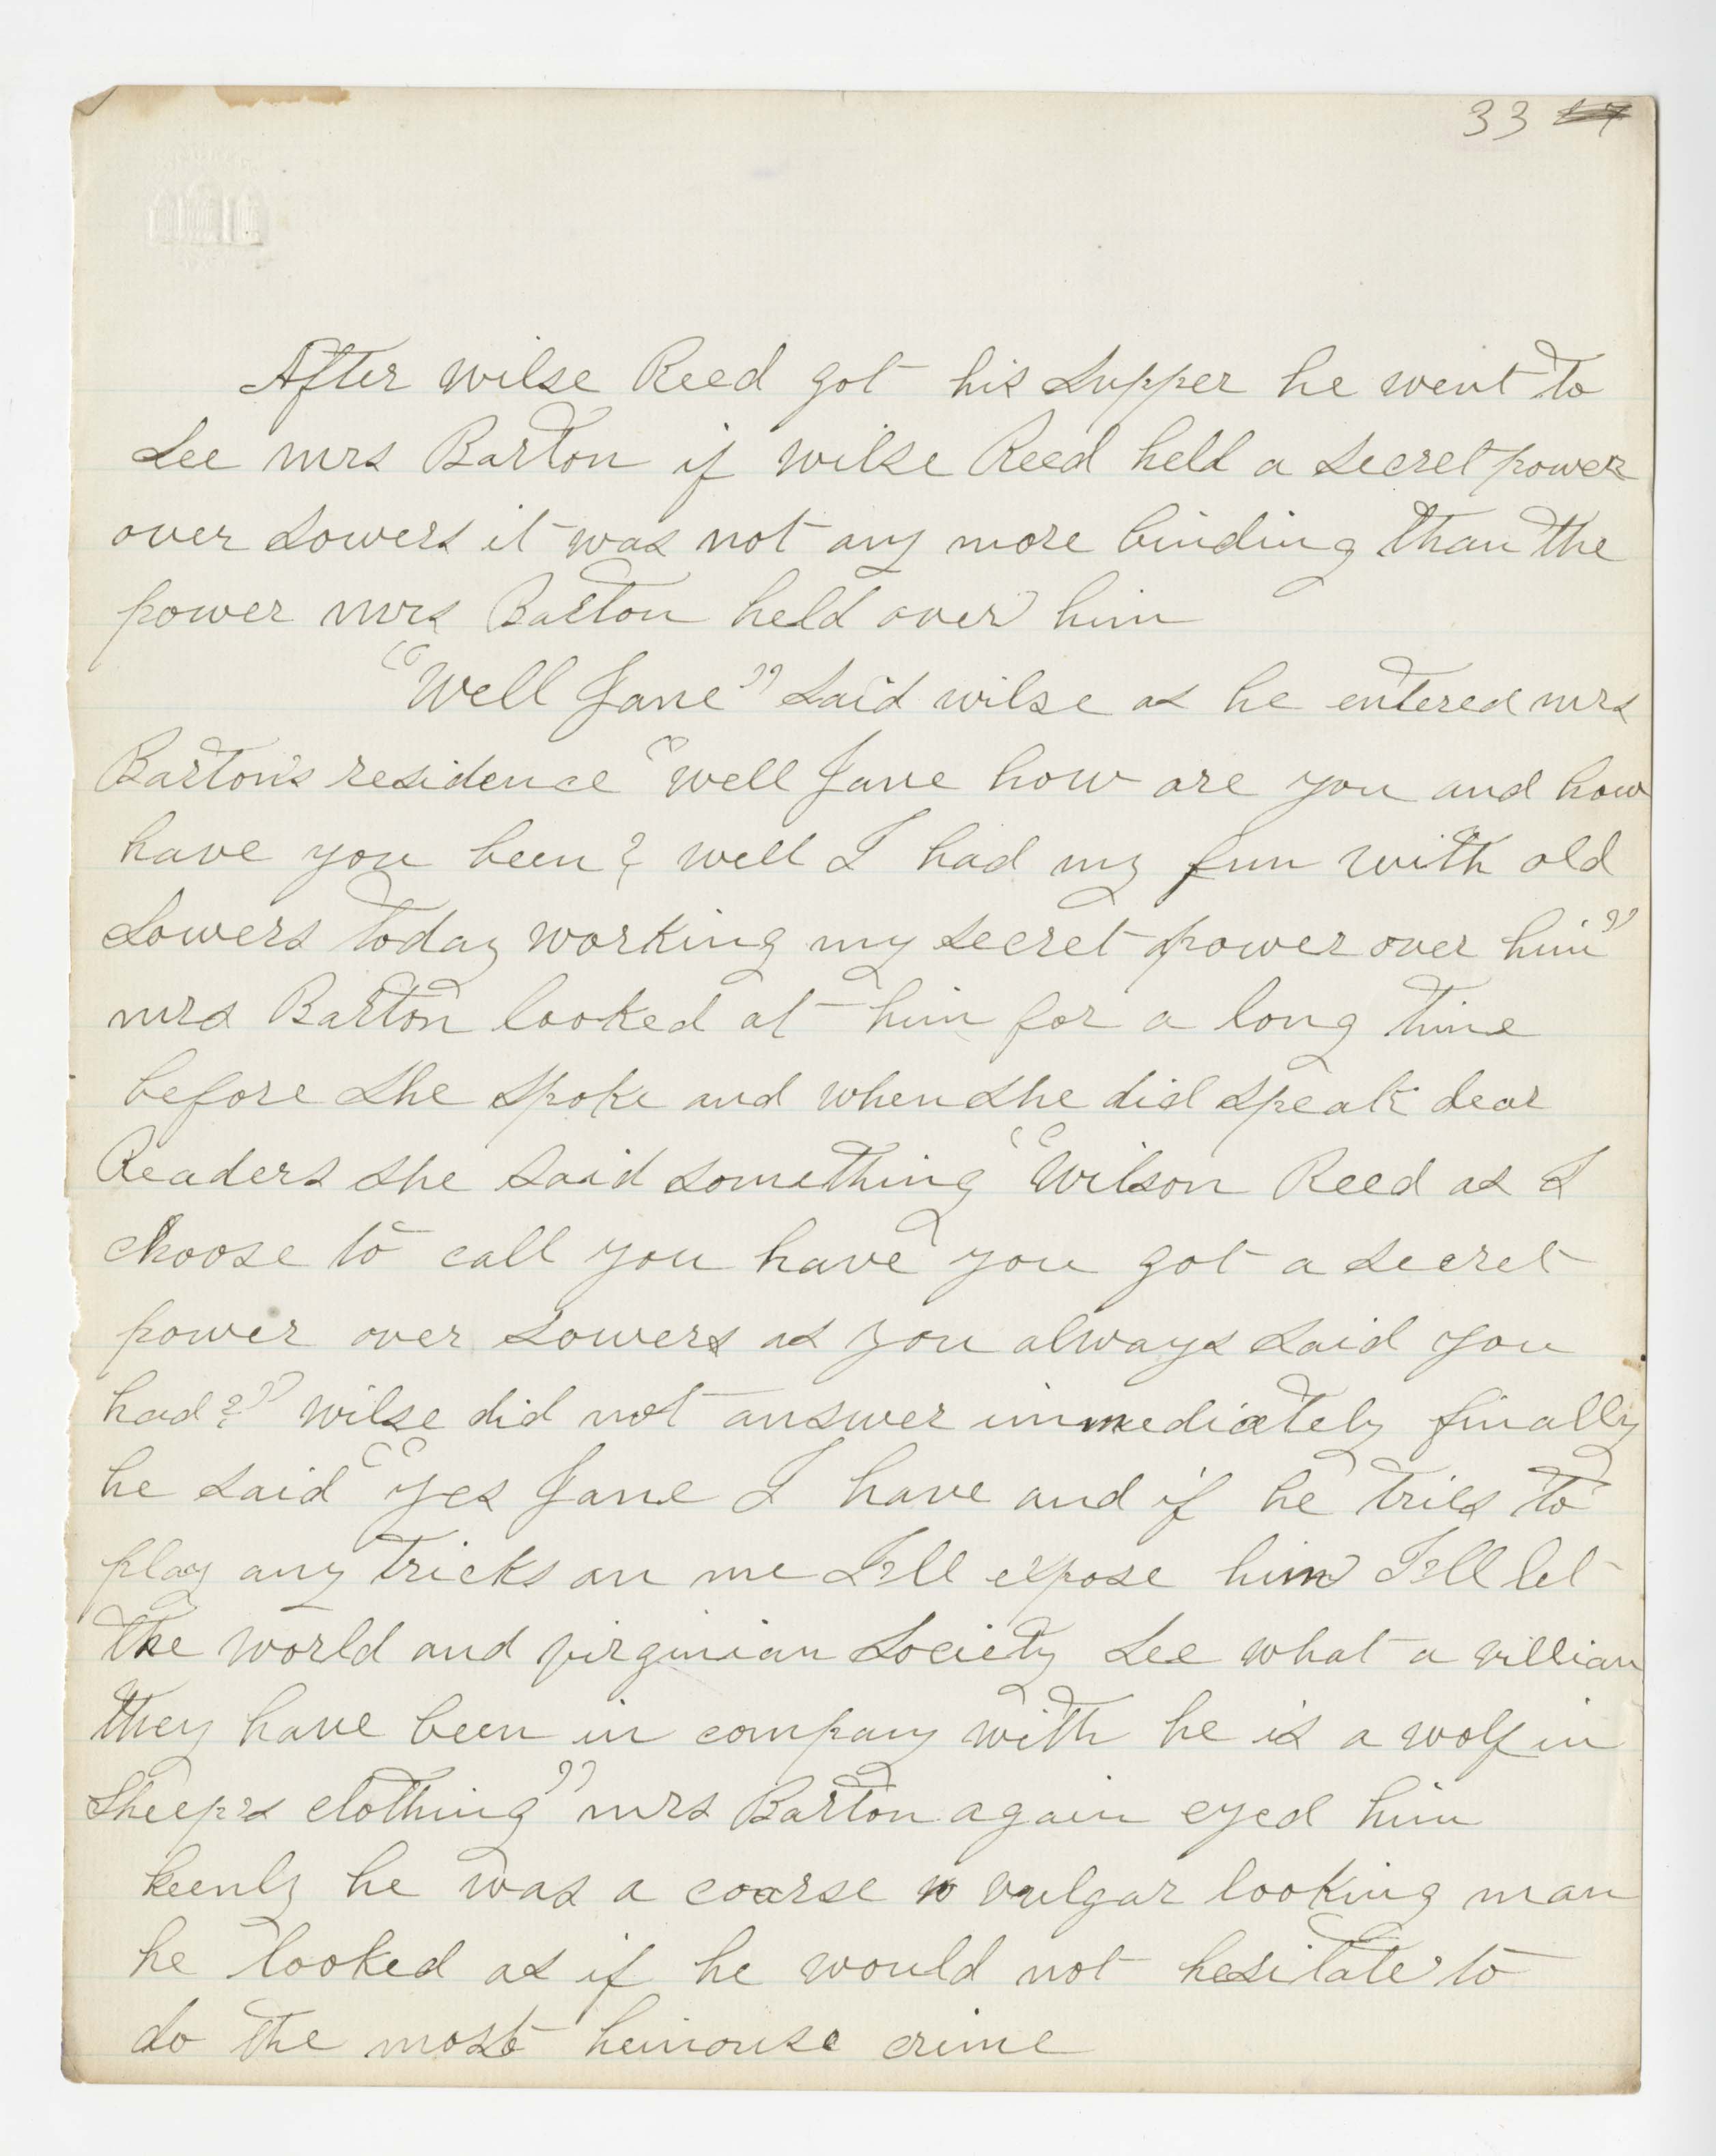 33 17
After wilse Reed got his Supper he went to
See mrs Barton if wilse Reed held a secret power
over Sowers it was not any more binding than the
power mrs Barton held over him
"Well Jane" said wilse as he entered mrs
Barton's residence "well Jane how are you and how
have you been? well I had my fun with old
Sowers today working my secret power over him"
mrs Barton looked at him for a long time
before she spoke and when she did speak dear
Readers she said something "Wilson Reed as I
choose to call you have you got a secret
power over Sowers as you always said you
had?" wilse did not answer immediately finally
he said "yes Jane I have and if he tries to
play any tricks on me I'll expose him I'll let
the world and virginian Society see what a villian
they have been in company with he is a wolf in
Sheep's clothing" mrs Barton again eyed him
keenly he was a coarse vulgar looking man
he looked as if he would not hesitate to
do the most heinouse crime